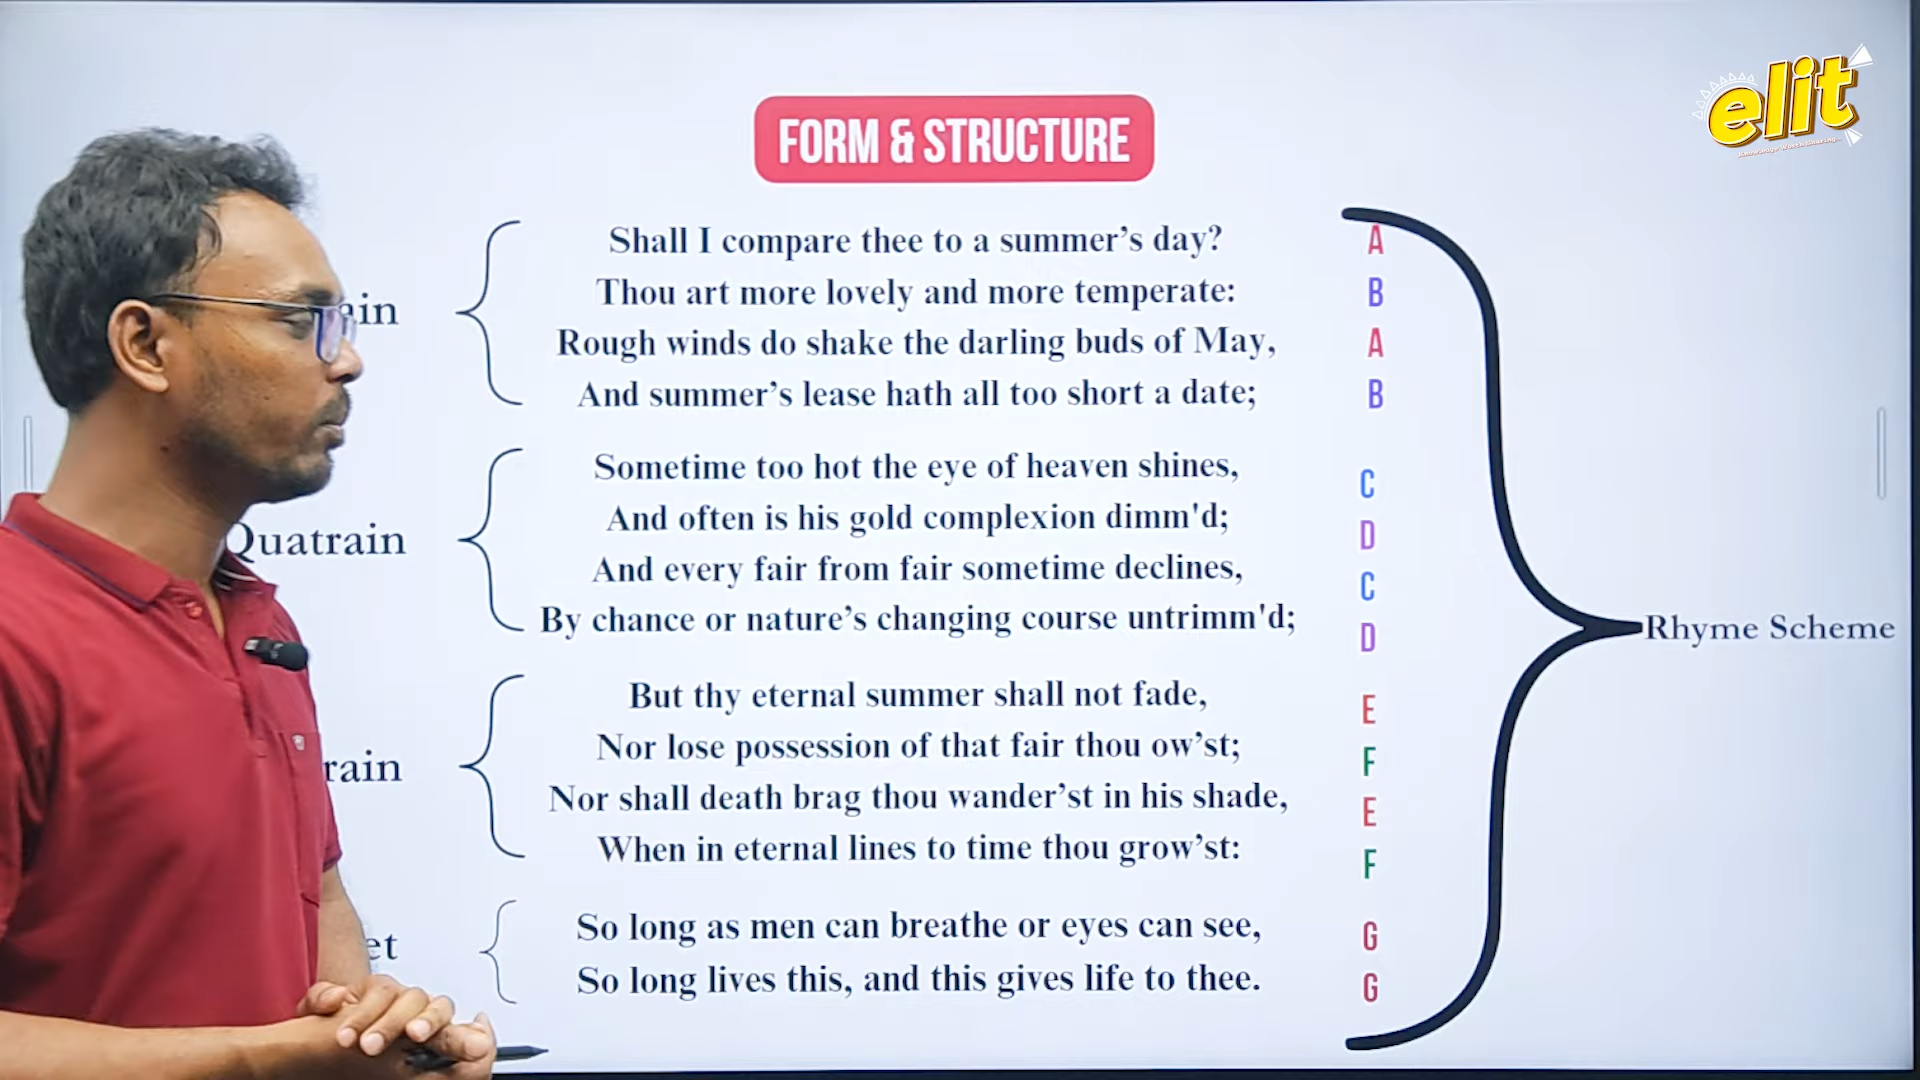 elit
FORM & STRUCTURE
Shall I compare thee to a summer’s day? A
Thou art more lovely and more temperate: B
ain
Rough winds do shake the darling buds of May, A
And summer’s lease hath all too short a date; B
Sometime too hot the eye of heaven shines, C
And often is his gold complexion dimm'd; D
Quatrain
And every fair from fair sometime declines, C
By chance or nature’s changing course untrimm'd; D
Rhyme Scheme
But thy eternal summer shall not fade, E
Nor lose possession of that fair thou ow’st; F
rain
Nor shall death brag thou wander’st in his shade, E
When in eternal lines to time thou grow’st: F
So long as men can breathe or eyes can see, G
et
So long lives this, and this gives life to thee. G